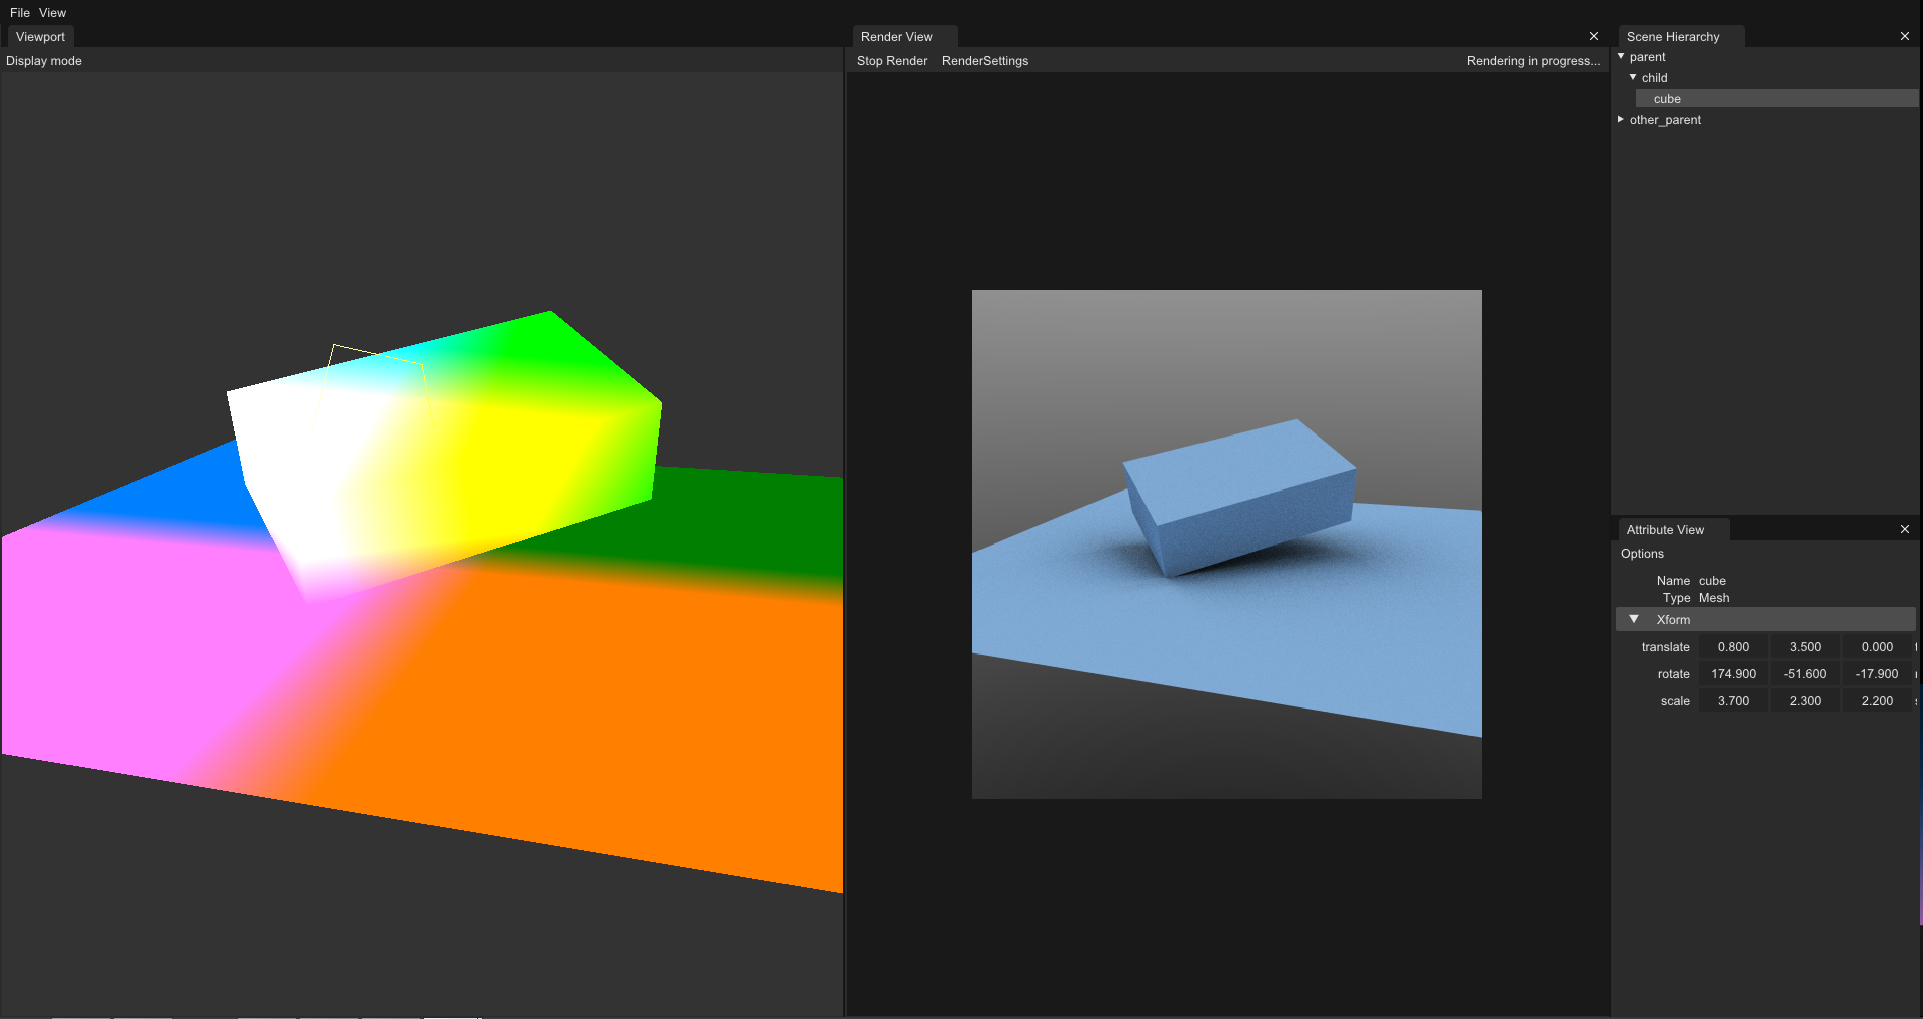 File View
Viewport
Display mode
Render View
Stop Render RenderSettings Rendering in progress...
Scene Hierarchy
parent
child
cube
other_parent
Attribute View
Options
Name cube
Type Mesh
Xform
translate 0.800 3.500 0.000
rotate 174.900 -51.600 -17.900
scale 3.700 2.300 2.200